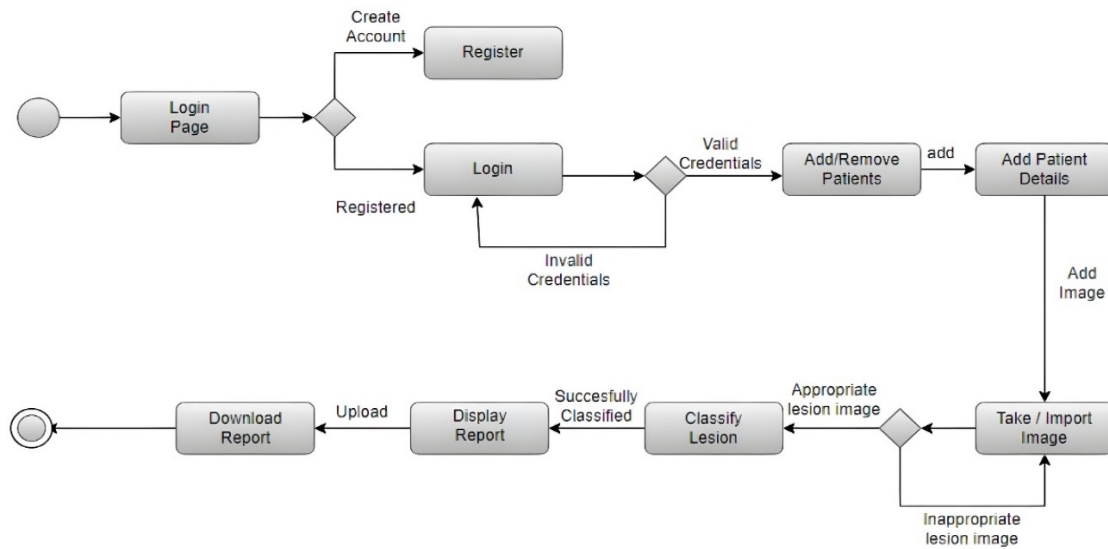 Create
Account
Register
Login
Page
Login
Registered
Valid
Credentials
Invalid
Credentials
Add/Remove
Patients
add
Add Patient
Details
Add
Image
Take / Import
Image
Appropriate
lesion image
Inappropriate
lesion image
Classify
Lesion
Succesfully
Classified
Display
Report
Upload
Download
Report